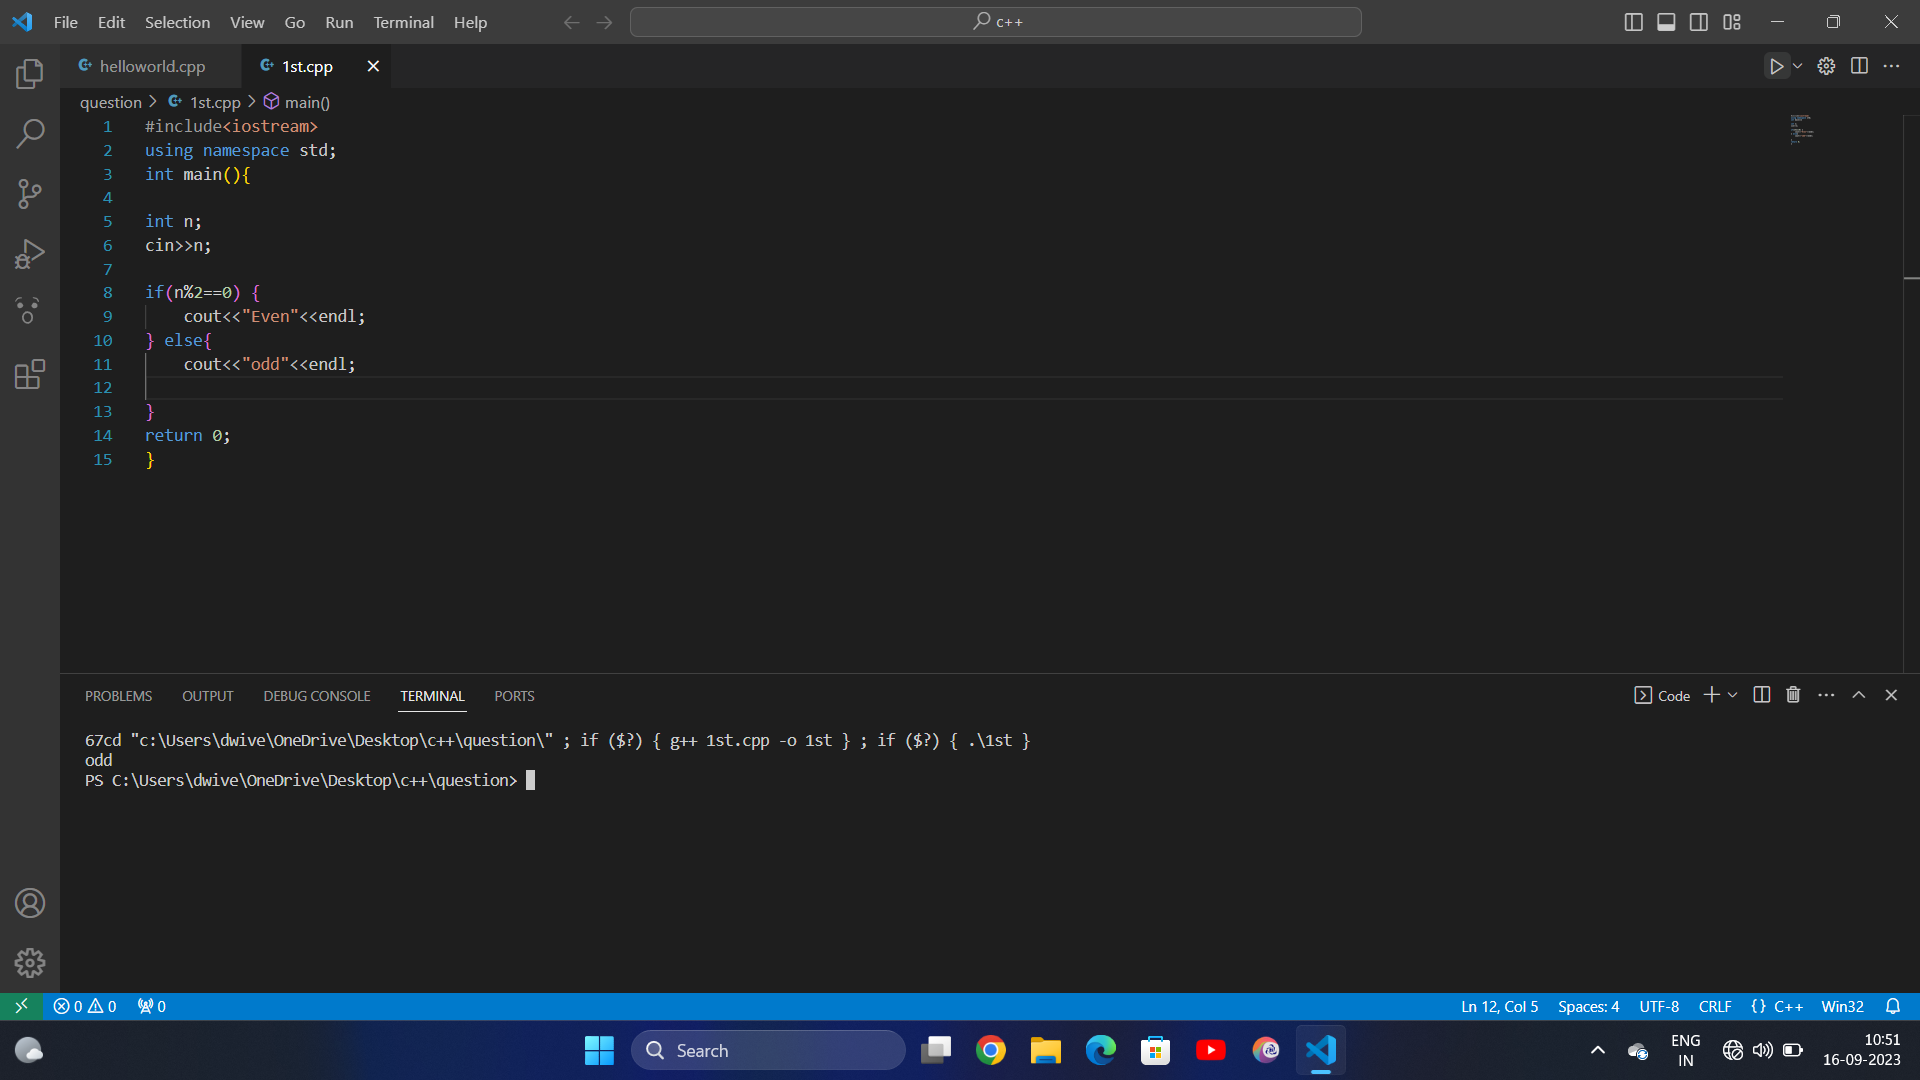 File Edit Selection View Go Run Terminal Help
c++
helloworld.cpp
1st.cpp
question > 1st.cpp > main()
1 #include<iostream>
2 using namespace std;
3 int main(){
4
5 int n;
6 cin>>n;
7
8 if(n%2==0) {
9 cout<<"Even"<<endl;
10 } else{
11 cout<<"odd"<<endl;
12
13 }
14 return 0;
15 }
PROBLEMS OUTPUT DEBUG CONSOLE TERMINAL PORTS
Code
67cd "c:\Users\dwive\OneDrive\Desktop\c++\question\" ; if ($?) { g++ 1st.cpp -o 1st } ; if ($?) { .\1st }
odd
PS C:\Users\dwive\OneDrive\Desktop\c++\question>
0 0 0
Ln 12, Col 5 Spaces: 4 UTF-8 CRLF {} C++ Win32
Search
ENG
IN
10:51
16-09-2023